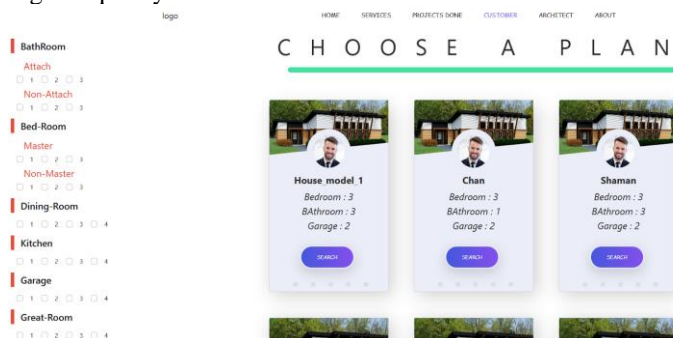 logo
HOME SERVICES PROJECTS DONE CUSTOMER ARCHITECT ABOUT
CHOOSE A PLAN
BathRoom
Attach
1 2 3
Non-Attach
1 2 3
Bed-Room
Master
1 2 3
Non-Master
1 2 3
Dining-Room
1 2 3 4
Kitchen
1 2 3 4
Garage
1 2 3 4
Great-Room
1 2 3 4
House_model_1
Bedroom : 3
BAthroom : 3
Garage : 2
SEARCH
Chan
Bedroom : 3
BAthroom : 1
Garage : 2
SEARCH
Shaman
Bedroom : 3
BAthroom : 3
Garage : 2
SEARCH